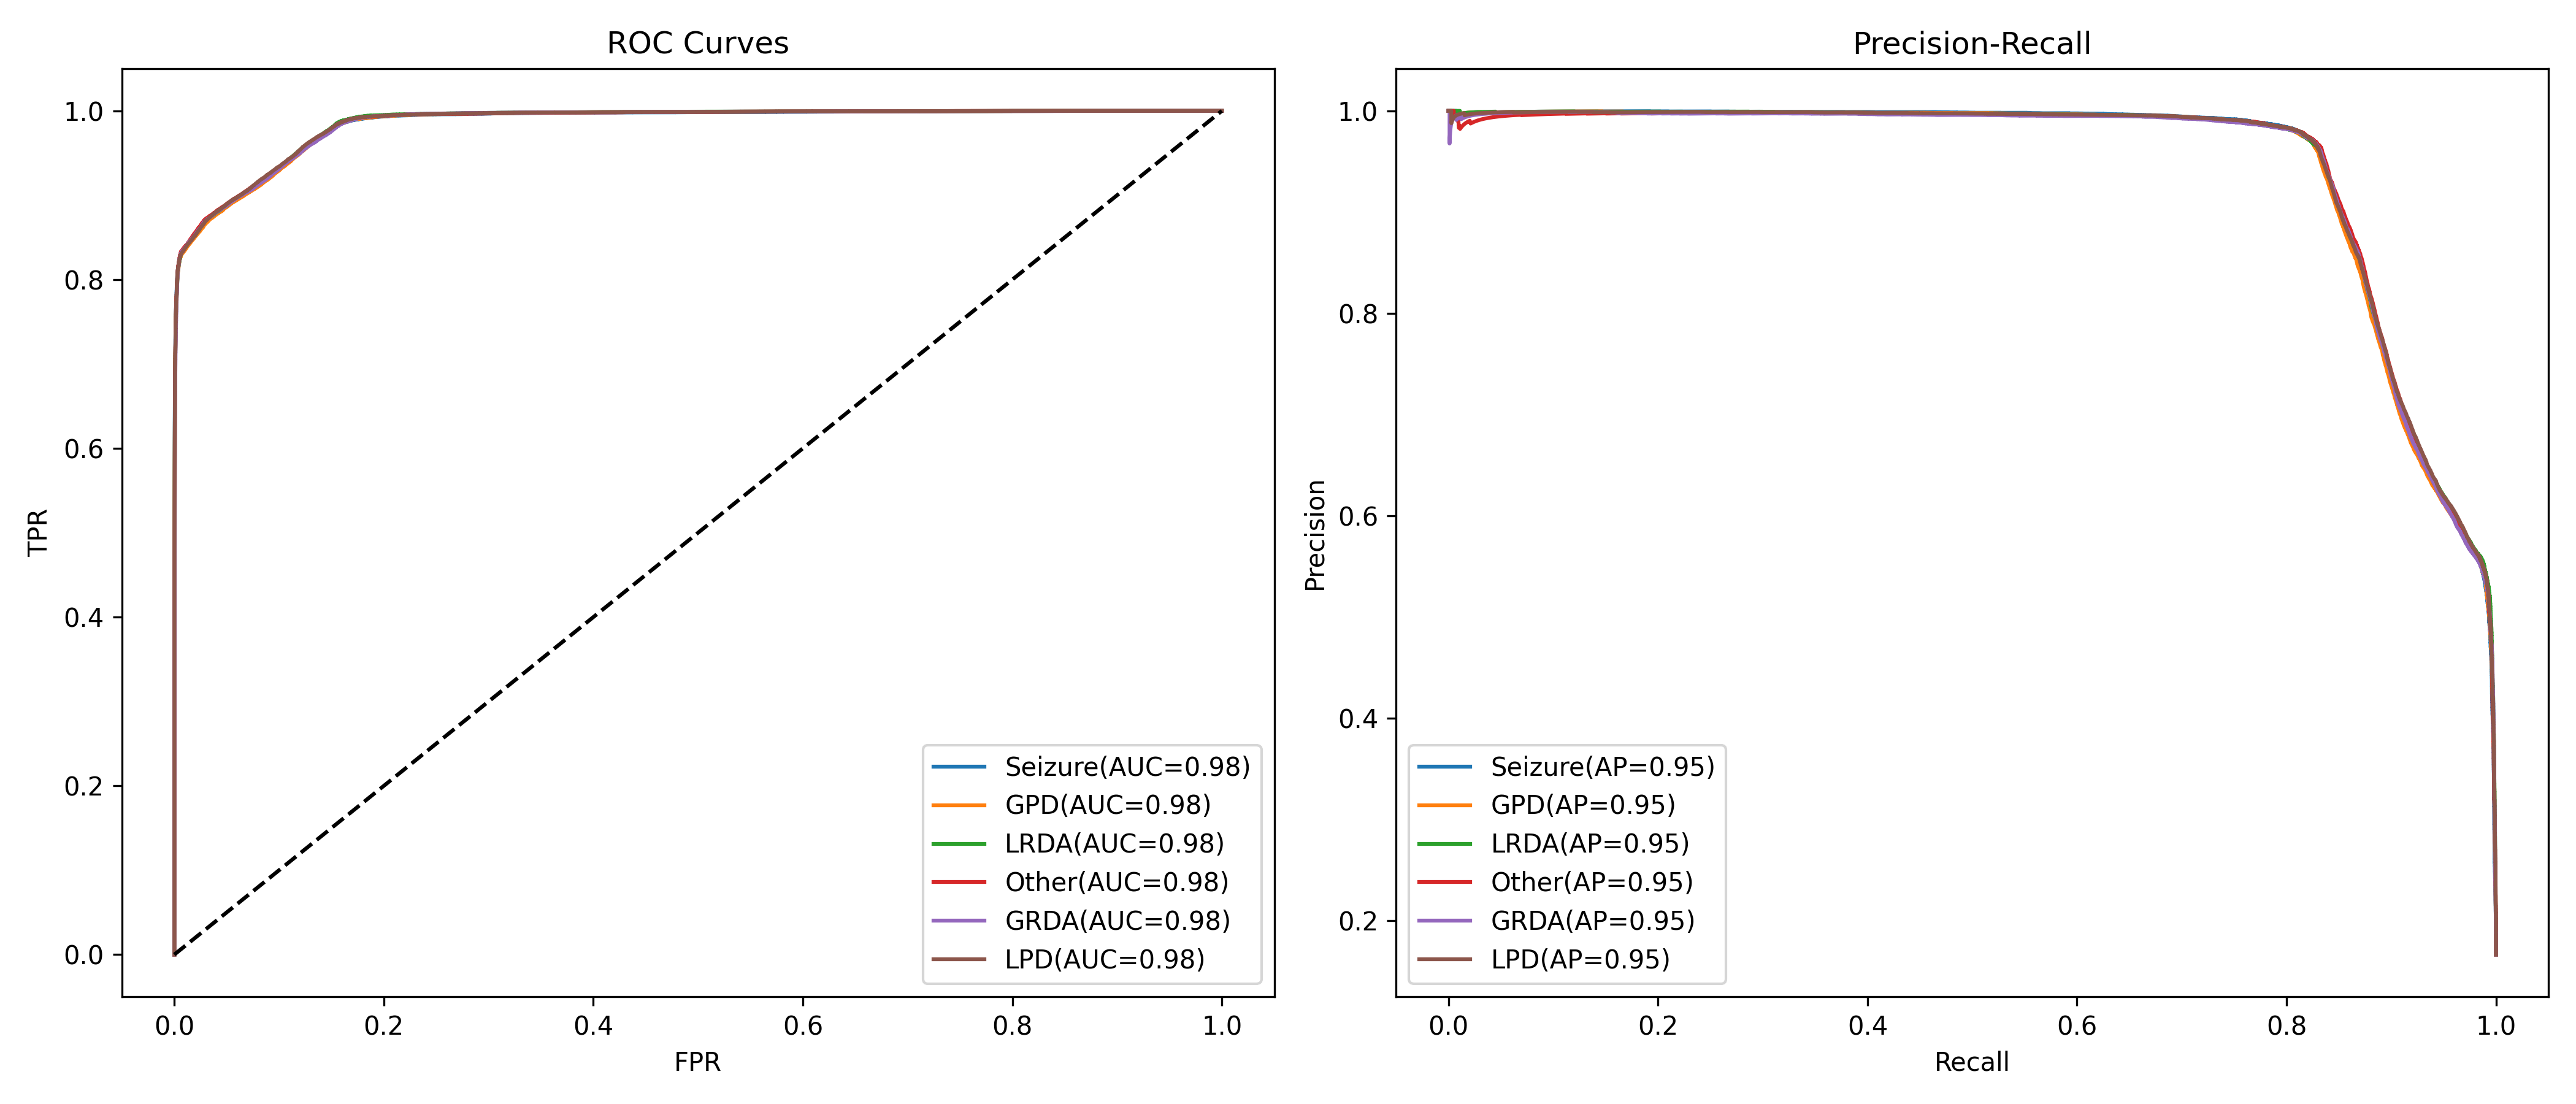 ROC Curves
1.0
0.8
0.6
0.4
0.2
0.0
TPR
0.0 0.2 0.4 0.6 0.8 1.0
FPR
Seizure(AUC=0.98)
GPD(AUC=0.98)
LRDA(AUC=0.98)
Other(AUC=0.98)
GRDA(AUC=0.98)
LPD(AUC=0.98)
Precision-Recall
1.0
0.8
0.6
0.4
0.2
Precision
0.0 0.2 0.4 0.6 0.8 1.0
Recall
Seizure(AP=0.95)
GPD(AP=0.95)
LRDA(AP=0.95)
Other(AP=0.95)
GRDA(AP=0.95)
LPD(AP=0.95)